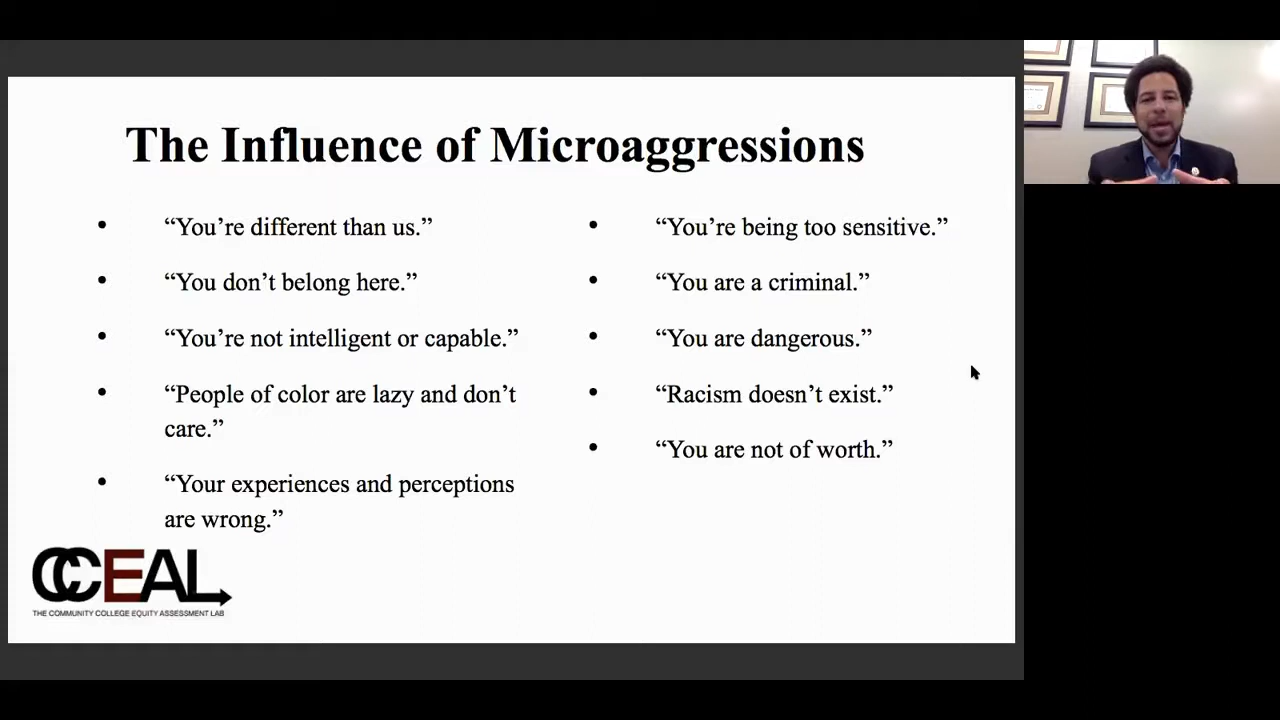 The Influence of Microaggressions
• “You’re different than us.”
• “You don’t belong here.”
• “You’re not intelligent or capable.”
• “People of color are lazy and don’t
care.”
• “Your experiences and perceptions
are wrong.”
• “You’re being too sensitive.”
• “You are a criminal.”
• “You are dangerous.”
• “Racism doesn’t exist.”
• “You are not of worth.”
CCEAL
THE COMMUNITY COLLEGE EQUITY ASSESSMENT LAB